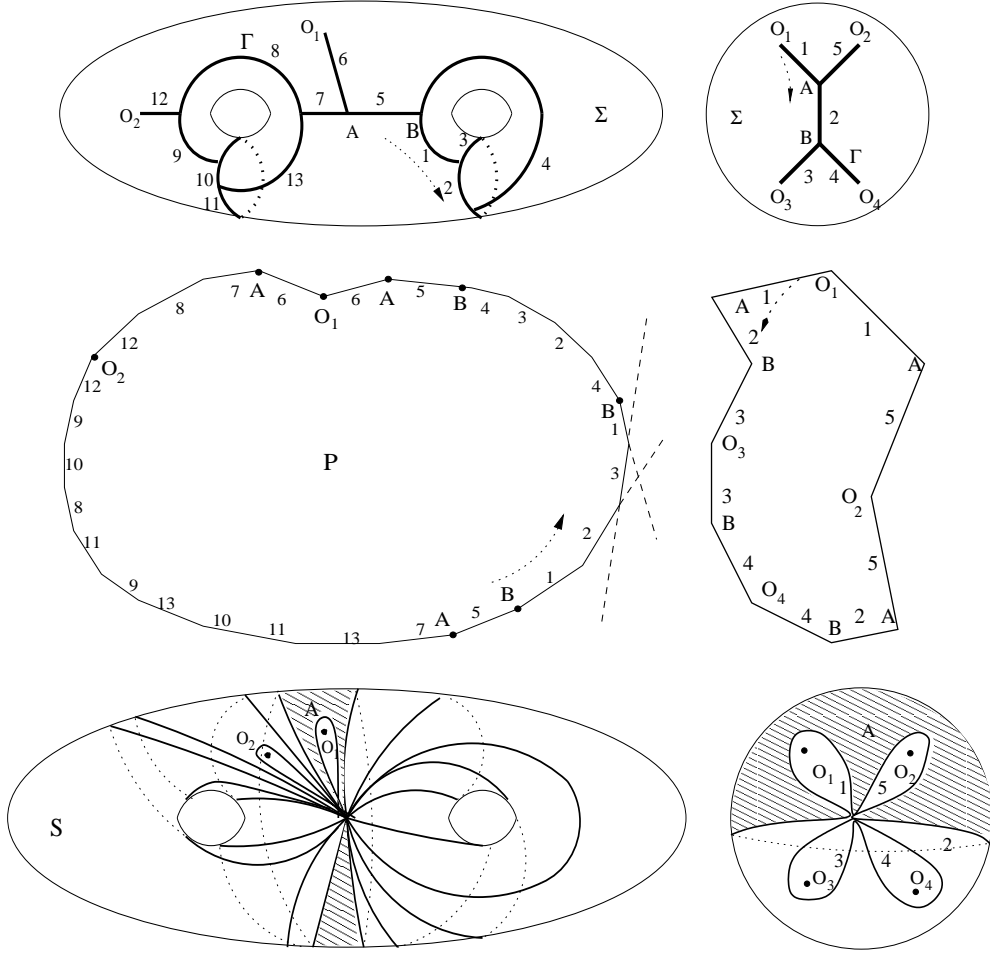 O1 Γ 8 6
12 7 5 O2 A B Σ
9 1 3 4
10 13 2
11
O1 O2
1 5
A
Σ 2
B Γ
3 4
O3 O4
7 A 6 O1 6 A 5 B 4 3
8 2
12 4
O2 B
12 1
9
10 P 3
8
11 2
9 1
13 B
10 5
11 A
13 7
O1
A 1 1
2
B A
3 5
O3
3 O2
B
4 5
O4
4 B 2 A
A
O2 O
S
A
O1 1 5 O2
2
3 4
O3 O4